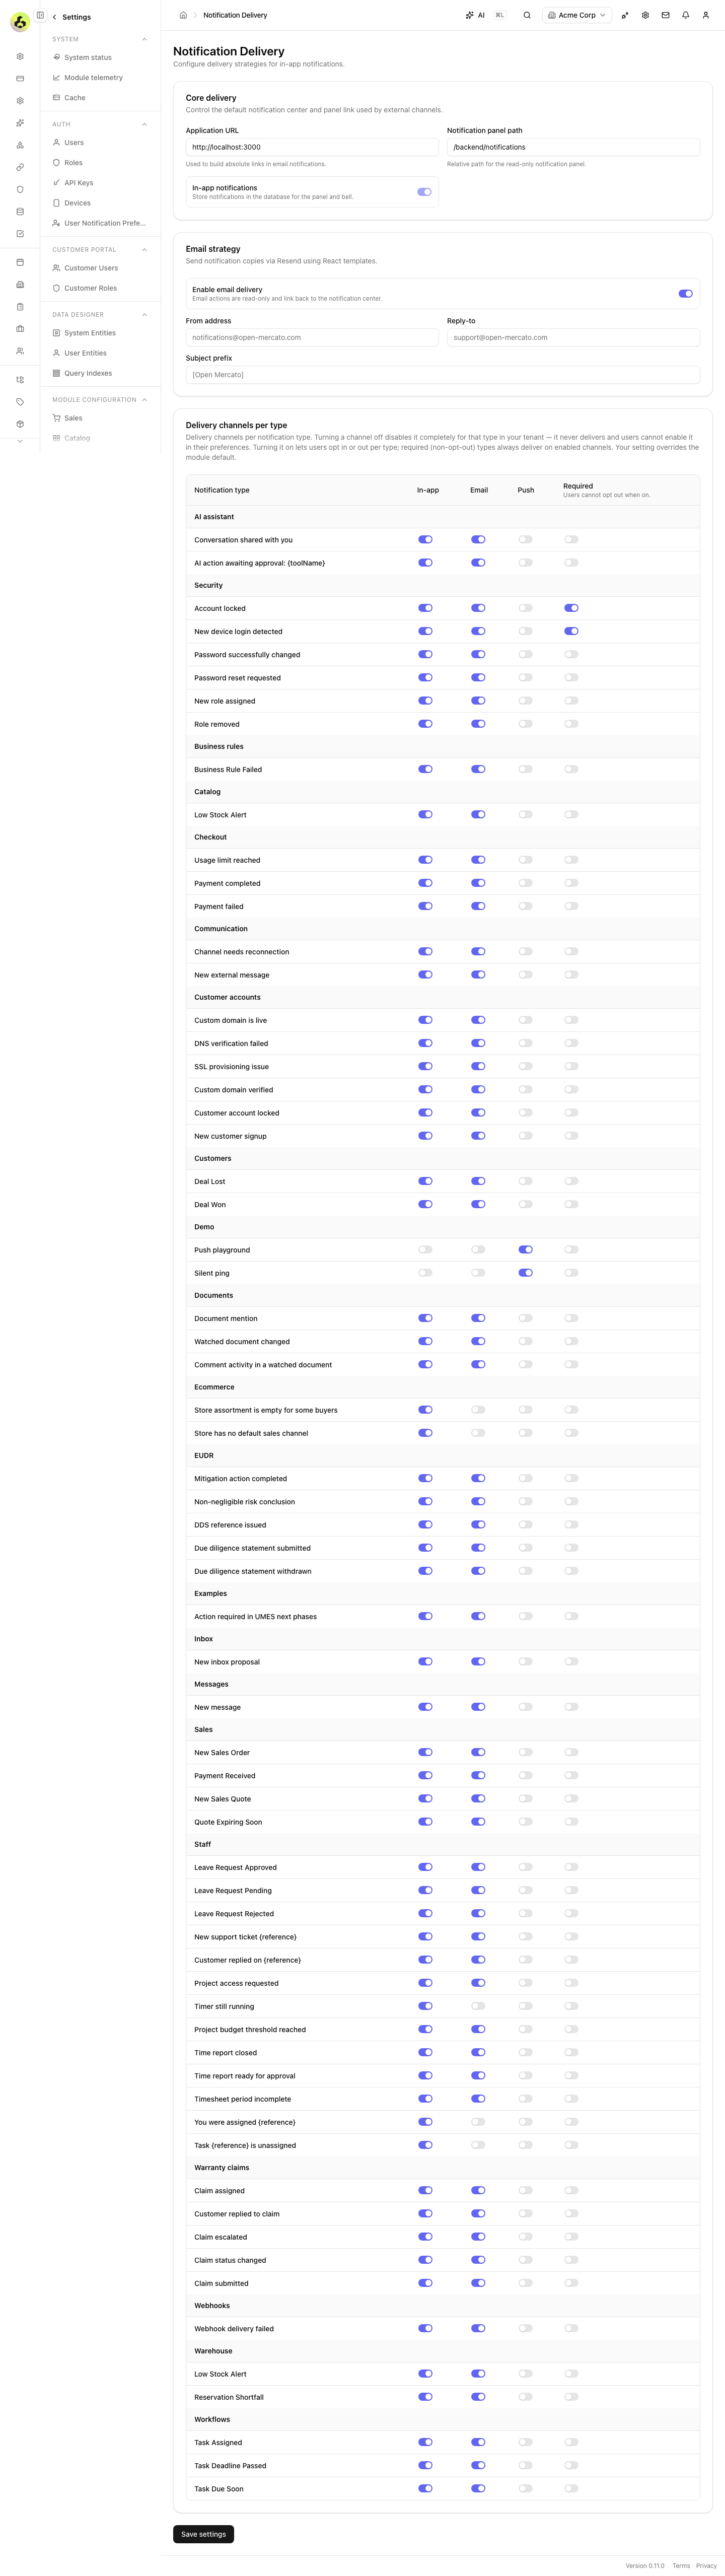 Settings
SYSTEM
System status
Module telemetry
Cache
AUTH
Users
Roles
API Keys
Devices
User Notification Prefe...
CUSTOMER PORTAL
Customer Users
Customer Roles
DATA DESIGNER
System Entities
User Entities
Query Indexes
MODULE CONFIGURATION
Sales
Catalog
Notification Delivery
AI
⌘L
Acme Corp
Notification Delivery
Configure delivery strategies for in-app notifications.
Core delivery
Control the default notification center and panel link used by external channels.
Application URL
Notification panel path
http://localhost:3000
/backend/notifications
Used to build absolute links in email notifications.
Relative path for the read-only notification panel.
In-app notifications
Store notifications in the database for the panel and bell.
Email strategy
Send notification copies via Resend using React templates.
Enable email delivery
Email actions are read-only and link back to the notification center.
From address
Reply-to
notifications@open-mercato.com
support@open-mercato.com
Subject prefix
[Open Mercato]
Delivery channels per type
Delivery channels per notification type. Turning a channel off disables it completely for that type in your tenant — it never delivers and users cannot enable it
in their preferences. Turning it on lets users opt in or out per type; required (non-opt-out) types always deliver on enabled channels. Your setting overrides the
module default.
Notification type In-app Email Push Required
Users cannot opt out when on.
AI assistant
Conversation shared with you
AI action awaiting approval: {toolName}
Security
Account locked
New device login detected
Password successfully changed
Password reset requested
New role assigned
Role removed
Business rules
Business Rule Failed
Catalog
Low Stock Alert
Checkout
Usage limit reached
Payment completed
Payment failed
Communication
Channel needs reconnection
New external message
Customer accounts
Custom domain is live
DNS verification failed
SSL provisioning issue
Custom domain verified
Customer account locked
New customer signup
Customers
Deal Lost
Deal Won
Demo
Push playground
Silent ping
Documents
Document mention
Watched document changed
Comment activity in a watched document
Ecommerce
Store assortment is empty for some buyers
Store has no default sales channel
EUDR
Mitigation action completed
Non-negligible risk conclusion
DDS reference issued
Due diligence statement submitted
Due diligence statement withdrawn
Examples
Action required in UMES next phases
Inbox
New inbox proposal
Messages
New message
Sales
New Sales Order
Payment Received
New Sales Quote
Quote Expiring Soon
Staff
Leave Request Approved
Leave Request Pending
Leave Request Rejected
New support ticket {reference}
Customer replied on {reference}
Project access requested
Timer still running
Project budget threshold reached
Time report closed
Time report ready for approval
Timesheet period incomplete
You were assigned {reference}
Task {reference} is unassigned
Warranty claims
Claim assigned
Customer replied to claim
Claim escalated
Claim status changed
Claim submitted
Webhooks
Webhook delivery failed
Warehouse
Low Stock Alert
Reservation Shortfall
Workflows
Task Assigned
Task Deadline Passed
Task Due Soon
Save settings
Version 0.11.0 Terms Privacy